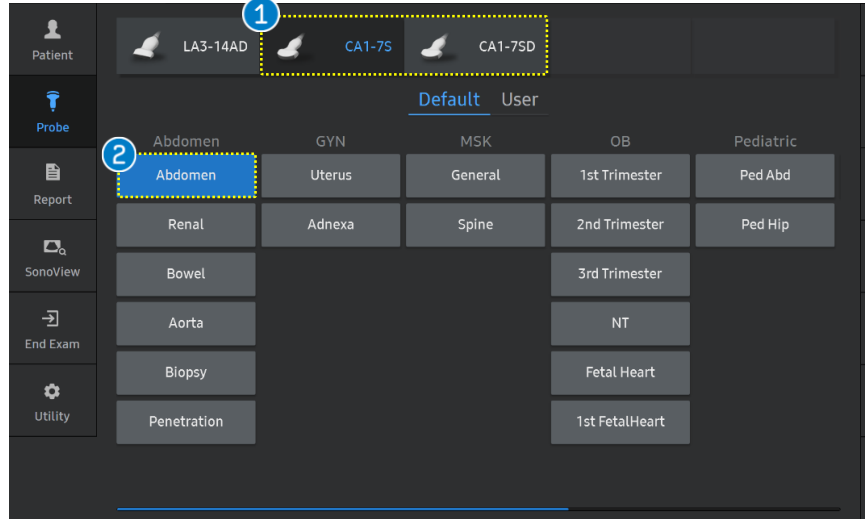 1
Patient
LA3-14AD
CA1-7S
CA1-7SD
Probe
Default
User
2
Abdomen
GYN
MSK
OB
Pediatric
Abdomen
Uterus
General
1st Trimester
Ped Abd
Report
Renal
Adnexa
Spine
2nd Trimester
Ped Hip
SonoView
Bowel
3rd Trimester
End Exam
Aorta
NT
Utility
Biopsy
Fetal Heart
Penetration
1st FetalHeart